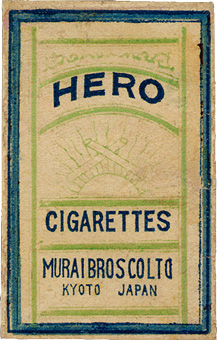 HERO
CIGARETTES
MURAI BROS CO LTD
KYOTO JAPAN